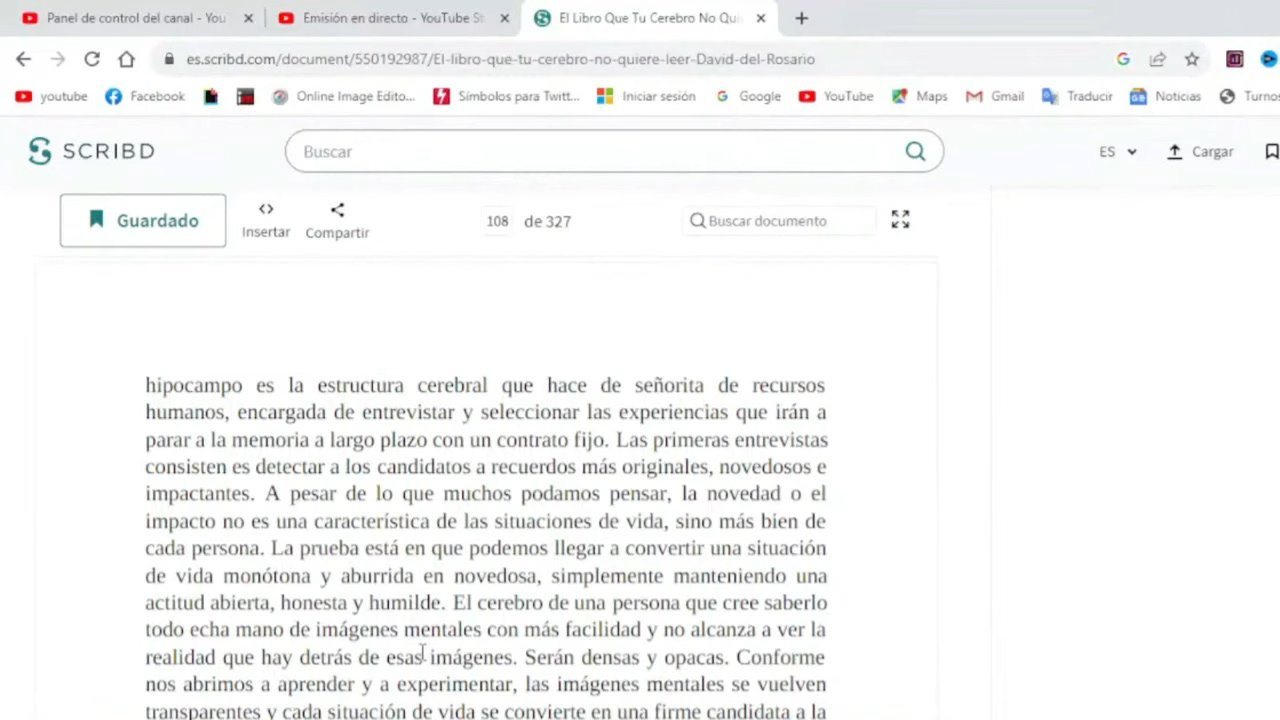 Panel de control del canal - You
Emisión en directo - YouTube St
El Libro Que Tu Cerebro No Qui
es.scribd.com/document/550192987/El-libro-que-tu-cerebro-no-quiere-leer-David-del-Rosario
youtube Facebook Online Image Edito... Símbolos para Twitt... Iniciar sesión Google YouTube Maps Gmail Traducir Noticias Turnos
SCRIBD Buscar ES Cargar
Guardado Insertar Compartir 108 de 327 Buscar documento
hipocampo es la estructura cerebral que hace de señorita de recursos
humanos, encargada de entrevistar y seleccionar las experiencias que irán a
parar a la memoria a largo plazo con un contrato fijo. Las primeras entrevistas
consisten es detectar a los candidatos a recuerdos más originales, novedosos e
impactantes. A pesar de lo que muchos podamos pensar, la novedad o el
impacto no es una característica de las situaciones de vida, sino más bien de
cada persona. La prueba está en que podemos llegar a convertir una situación
de vida monótona y aburrida en novedosa, simplemente manteniendo una
actitud abierta, honesta y humilde. El cerebro de una persona que cree saberlo
todo echa mano de imágenes mentales con más facilidad y no alcanza a ver la
realidad que hay detrás de esas imágenes. Serán densas y opacas. Conforme
nos abrimos a aprender y a experimentar, las imágenes mentales se vuelven
transparentes y cada situación de vida se convierte en una firme candidata a la